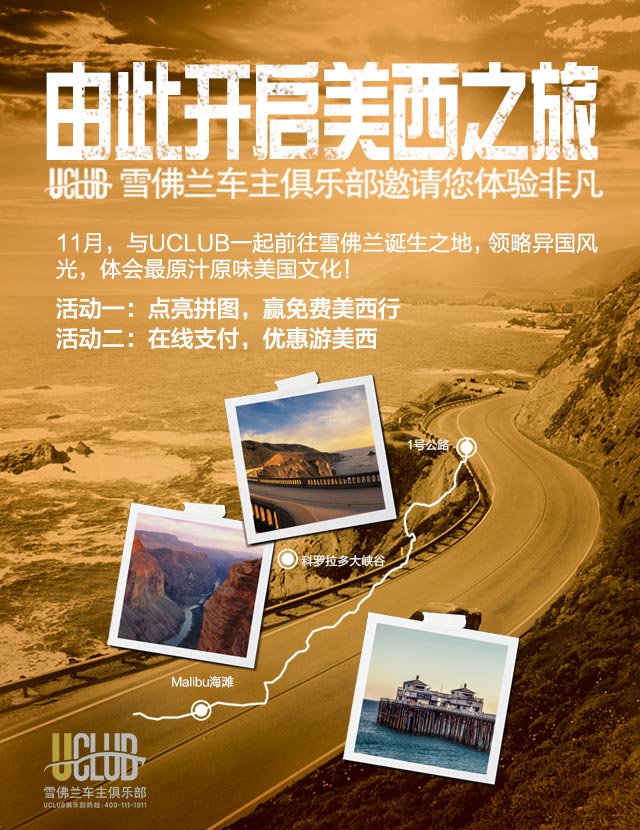 由此开启美西之旅
UCLUB 雪佛兰车主俱乐部邀请您体验非凡
11月，与UCLUB一起前往雪佛兰诞生之地，领略异国风
光，体会最原汁原味美国文化！
活动一：点亮拼图，赢免费美西行
活动二：在线支付，优惠游美西
1号公路
科罗拉多大峡谷
Malibu海滩
UCLUB
雪佛兰车主俱乐部
UCLUB俱乐部热线：400-111-1911